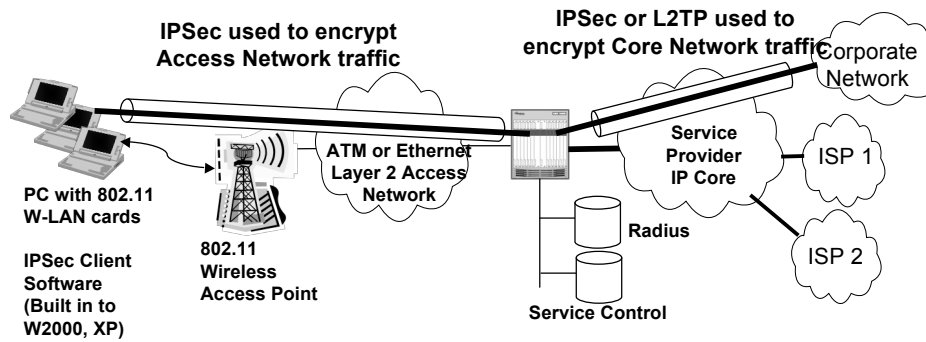 IPSec used to encrypt
Access Network traffic
IPSec or L2TP used to
encrypt Core Network traffic
Corporate
Network
ATM or Ethernet
Layer 2 Access
Network
Service
Provider
IP Core
ISP 1
ISP 2
PC with 802.11
W-LAN cards
802.11
Wireless
Access Point
IPSec Client
Software
(Built in to
W2000, XP)
Radius
Service Control